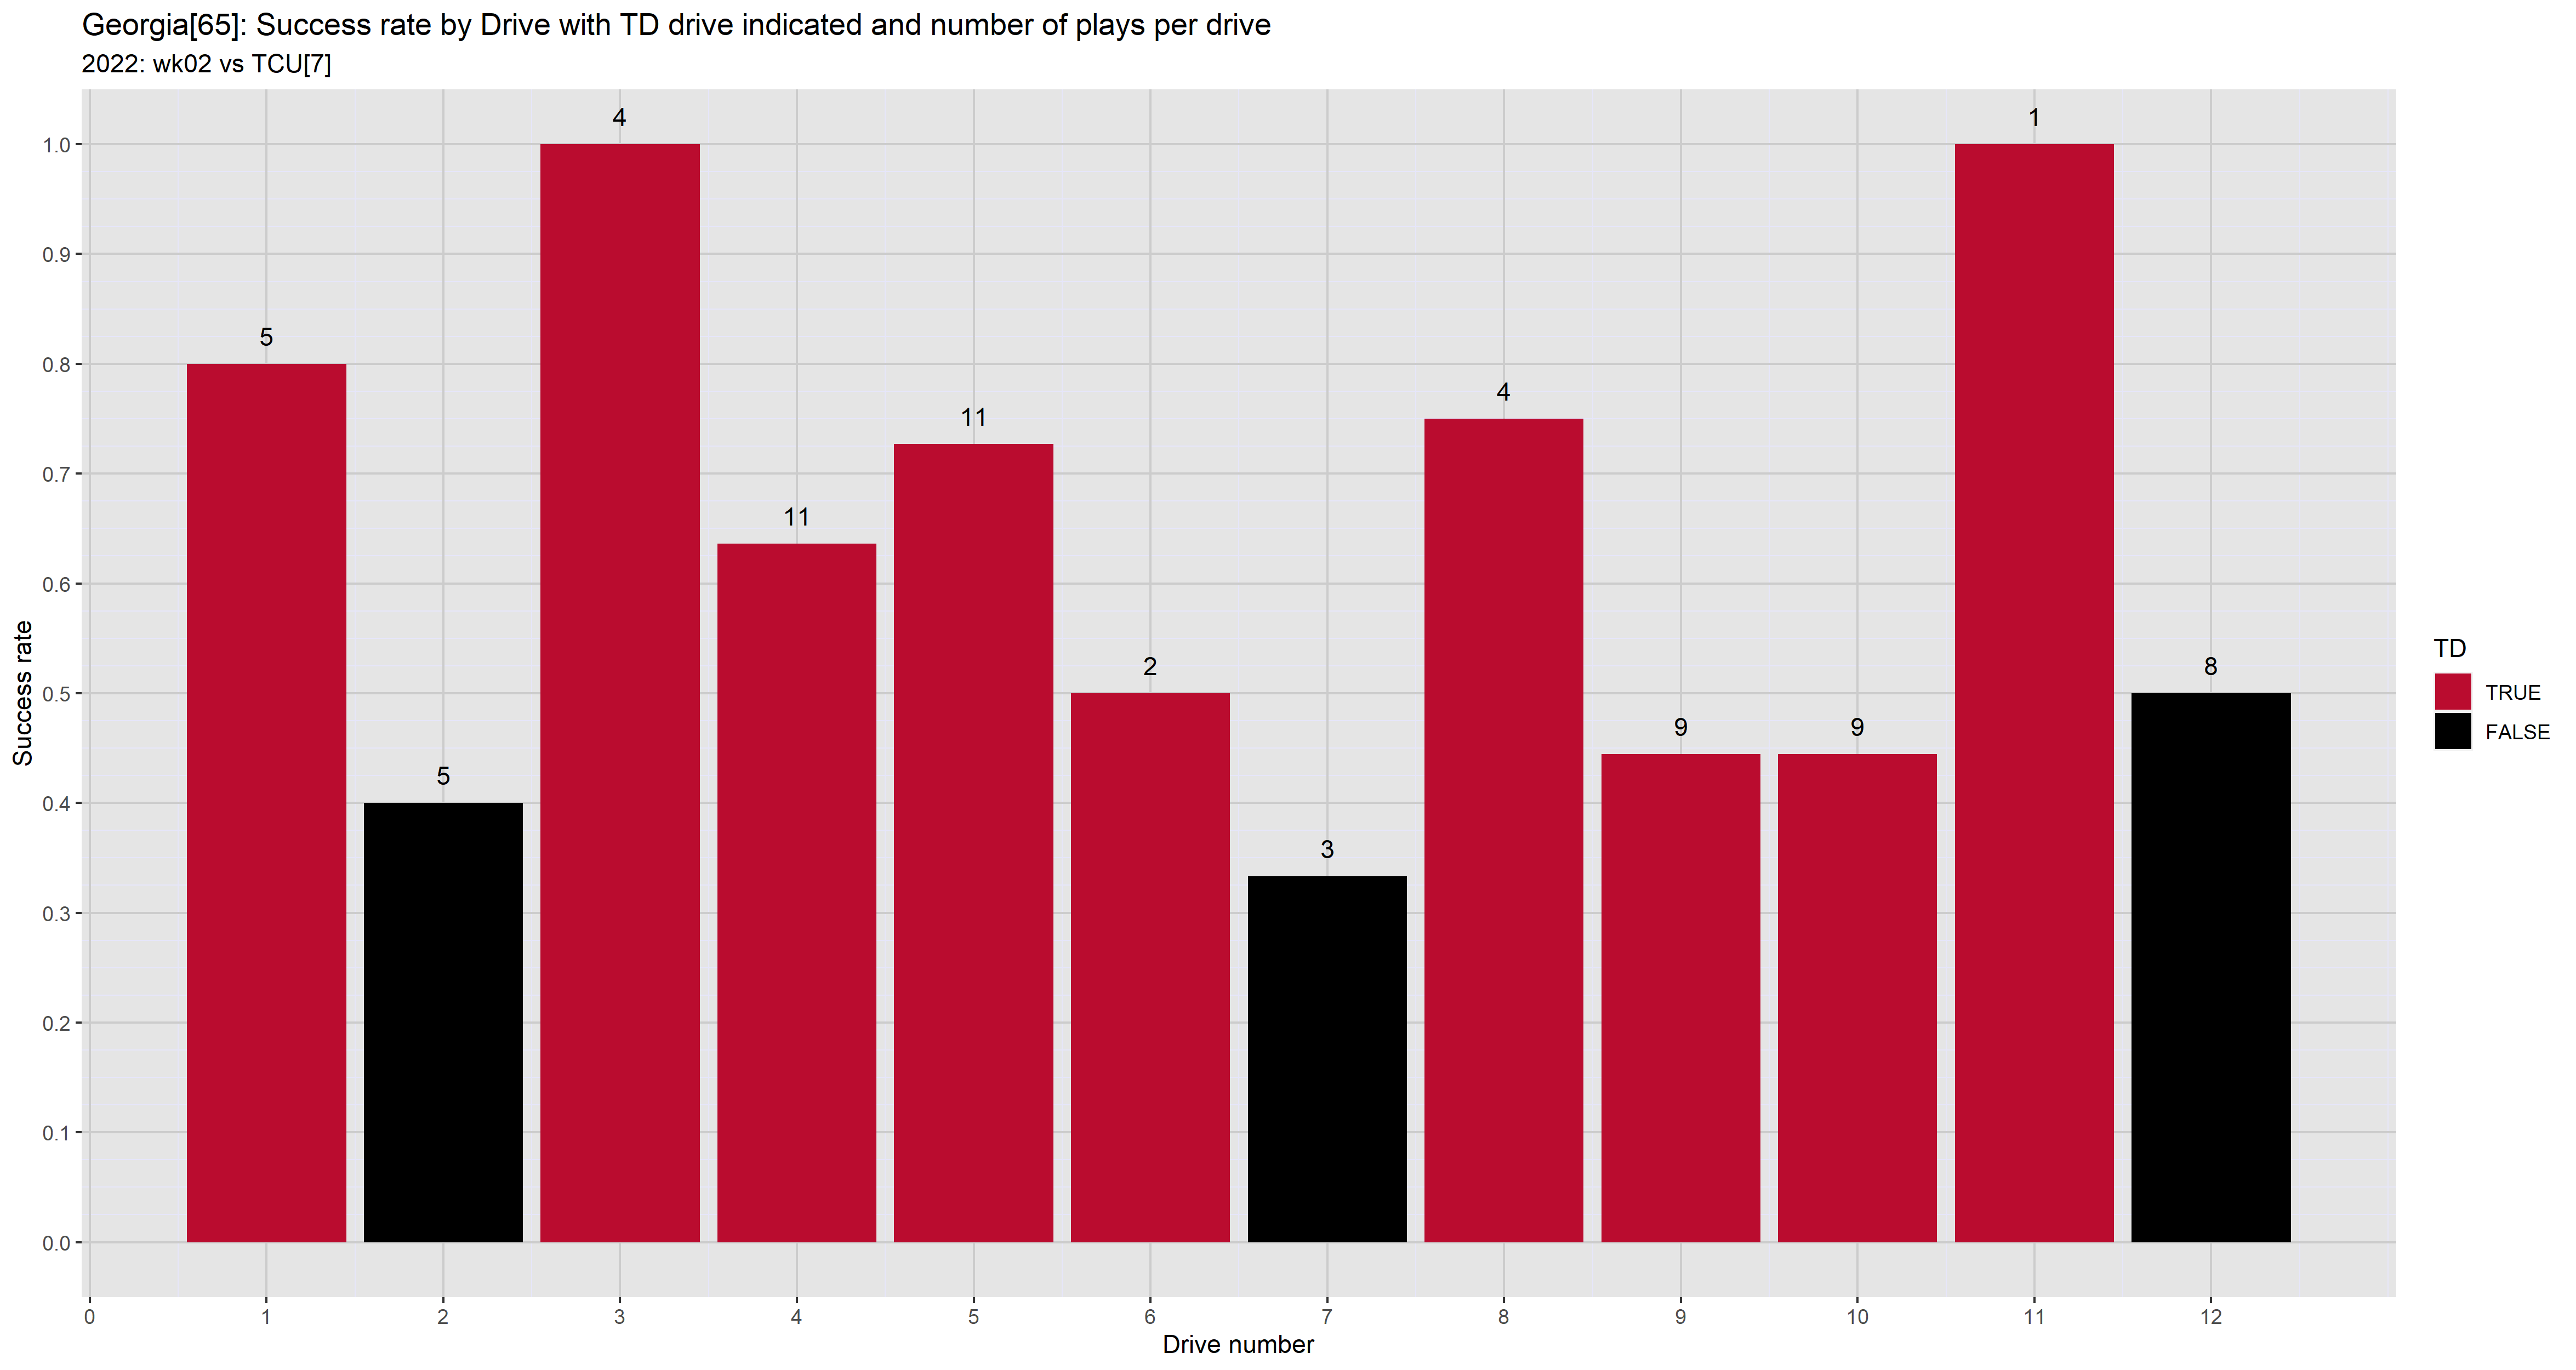 Georgia[65]: Success rate by Drive with TD drive indicated and number of plays per drive
2022: wk02 vs TCU[7]
Success rate
1.0
0.9
0.8
0.7
0.6
0.5
0.4
0.3
0.2
0.1
0.0
5
5
4
11
11
2
3
4
9
9
1
8
0 1 2 3 4 5 6 7 8 9 10 11 12
Drive number
TD
TRUE
FALSE